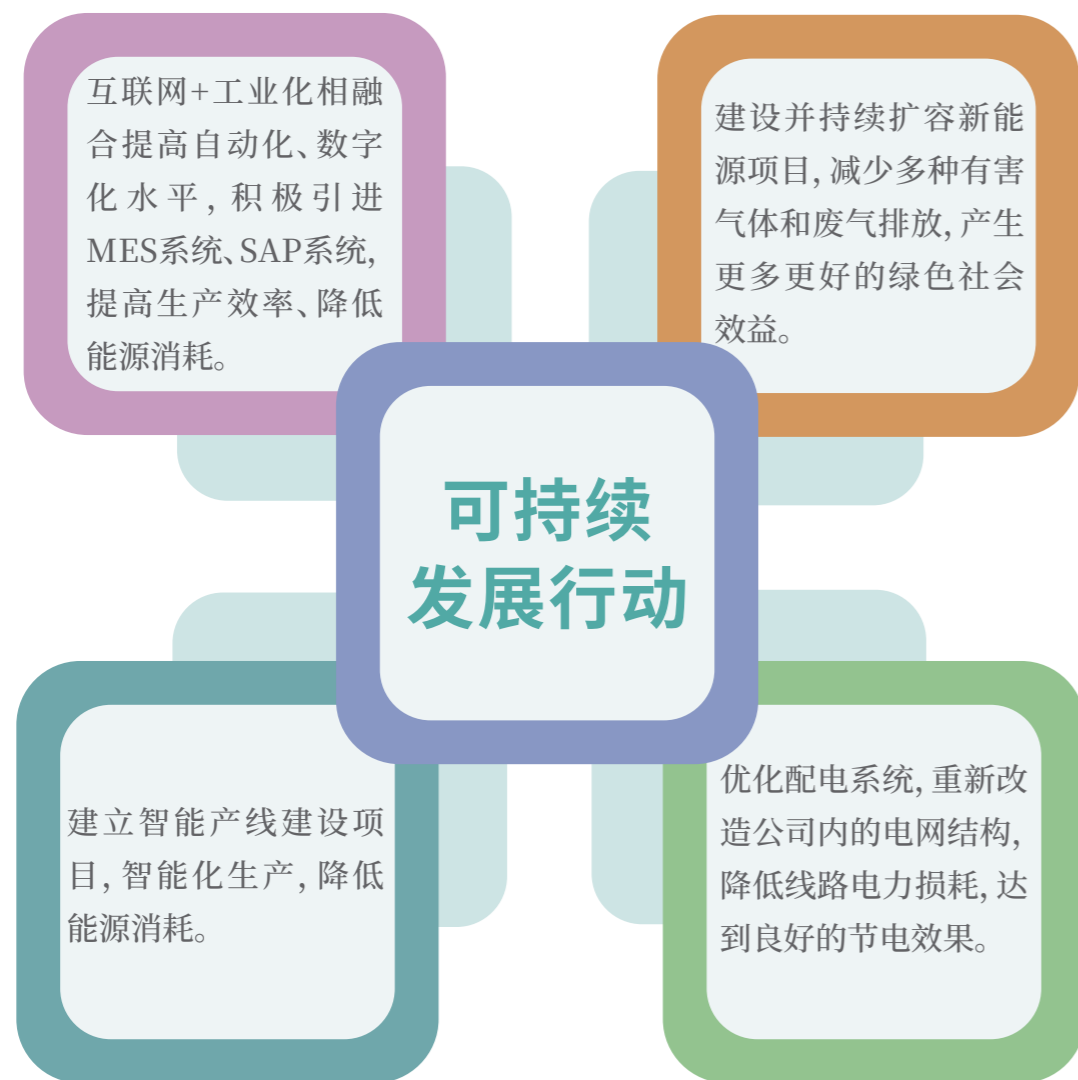 互联网+工业化相融
合提高自动化、数字
化水平，积极引进
MES系统、SAP系统，
提高生产效率、降低
能源消耗。
建设并持续扩容新能
源项目，减少多种有害
气体和废气排放，产生
更多更好的绿色社会
效益。
可持续
发展行动
建立智能产线建设项
目，智能化生产，降低
能源消耗。
优化配电系统，重新改
造公司内的电网结构，
降低线路电力损耗，达
到良好的节电效果。